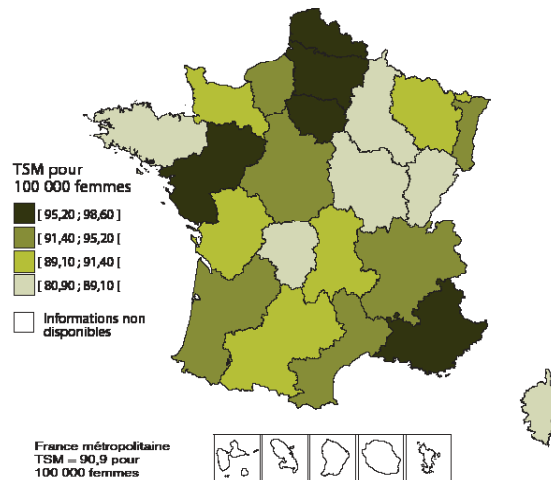 TSM pour
100 000 femmes
[ 95,20 ; 98,60 ]
[ 91,40 ; 95,20 [
[ 89,10 ; 91,40 [
[ 80,90 ; 89,10 [
Informations non
disponibles
France métropolitaine
TSM = 90,9 pour
100 000 femmes